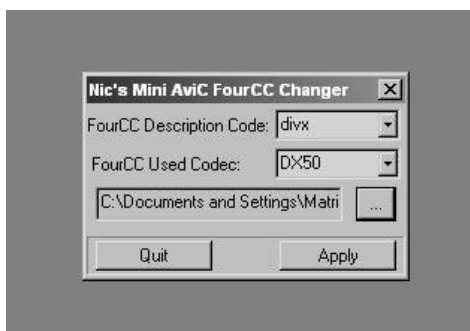 Nic's Mini AviC FourCC Changer
FourCC Description Code: divx
FourCC Used Codec: DX50
C:\Documents and Settings\Matri ...
Quit Apply